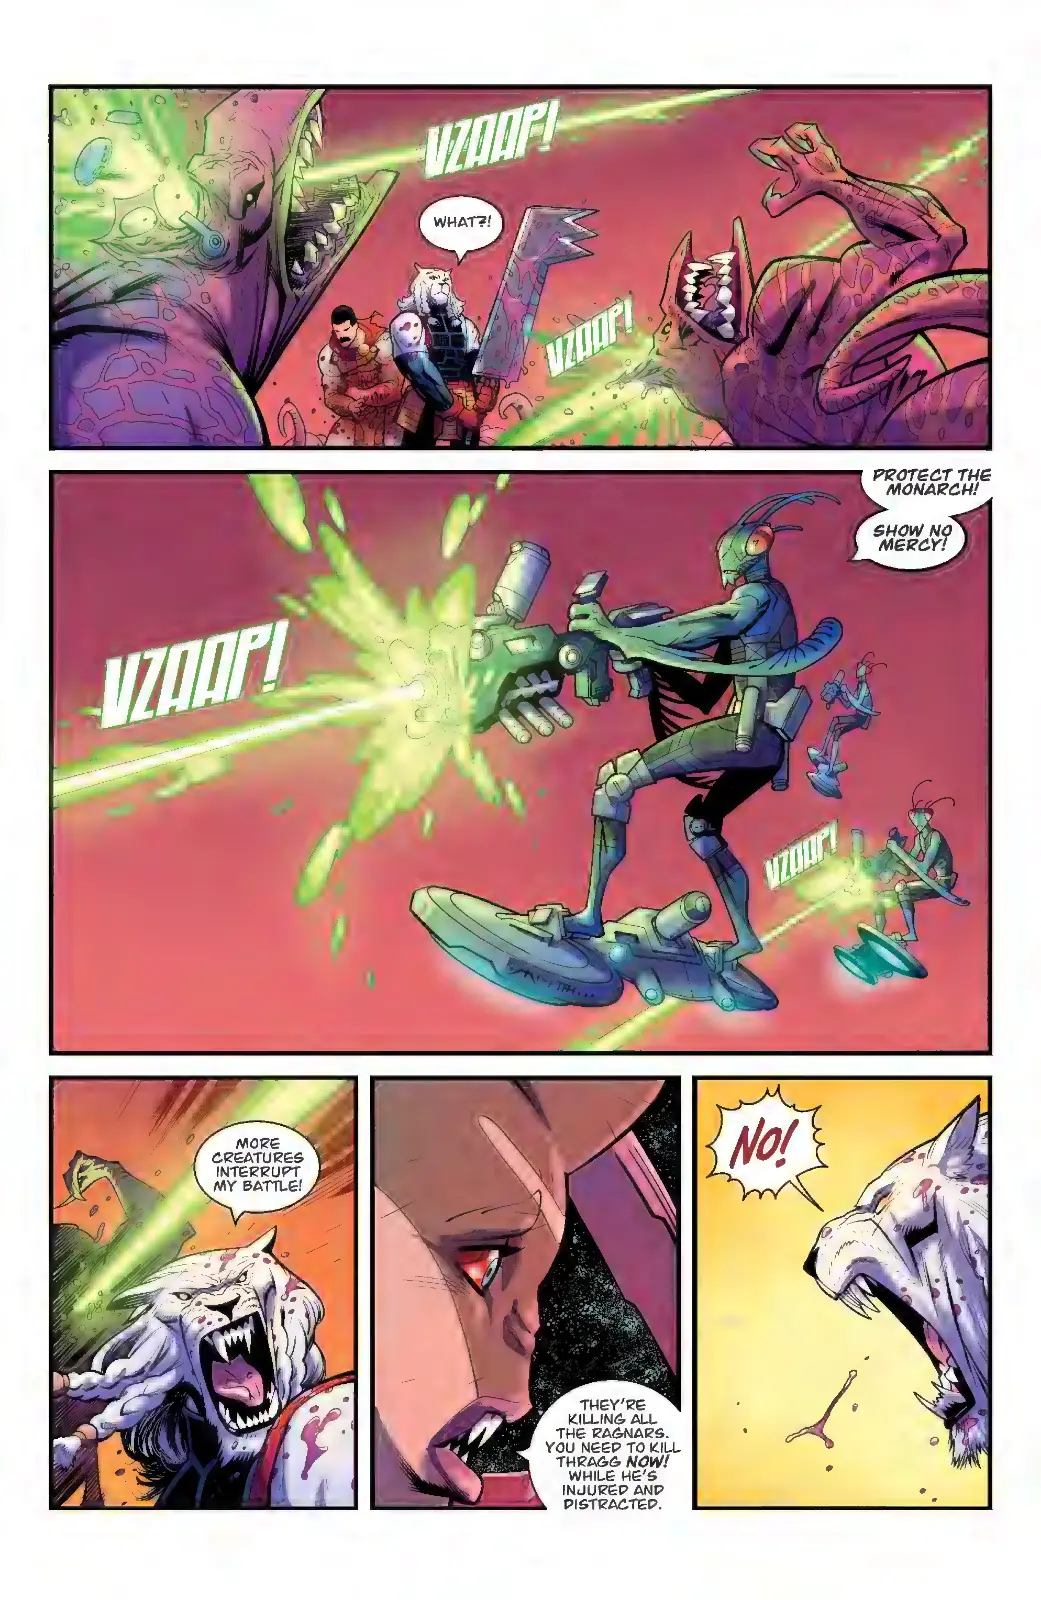 VZAAP!
WHAT?!
VZAAP!
PROTECT THE
MONARCH!
SHOW NO
MERCY!
VZAAP!
VZAAP!
MORE
CREATURES
INTERRUPT
MY BATTLE!
THEY'RE
KILLING ALL
THE RAGNARS.
YOU NEED TO KILL
THRAGG NOW!
WHILE HE'S
INJURED AND
DISTRACTED.
NO!